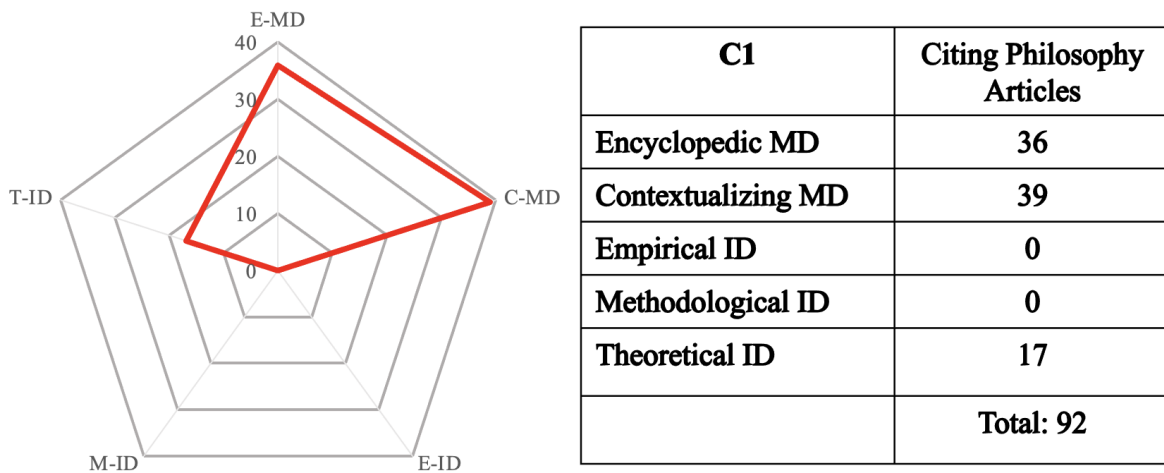 E-MD
40
30
20
10
0
T-ID
C-MD
M-ID
E-ID
C1 Citing Philosophy
Articles
Encyclopedic MD 36
Contextualizing MD 39
Empirical ID 0
Methodological ID 0
Theoretical ID 17
Total: 92